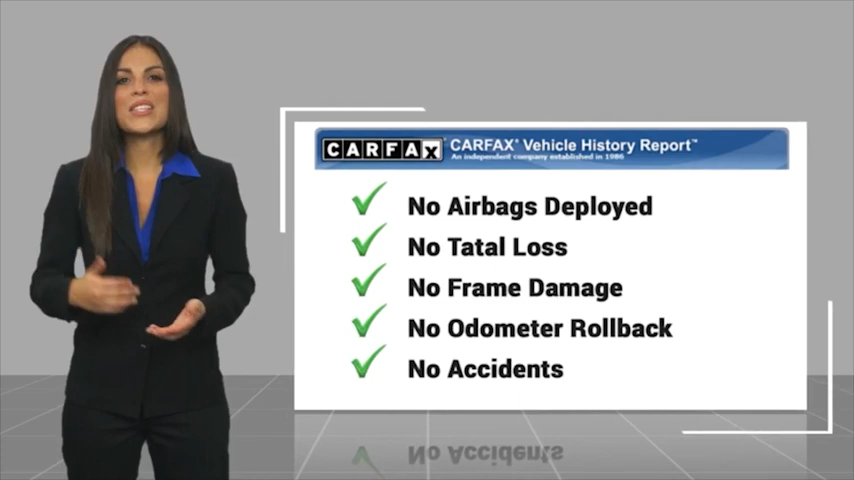 CARFAX CARFAX® Vehicle History Report™
An independent company established in 1986
No Airbags Deployed
No Tatal Loss
No Frame Damage
No Odometer Rollback
No Accidents
No Accidents